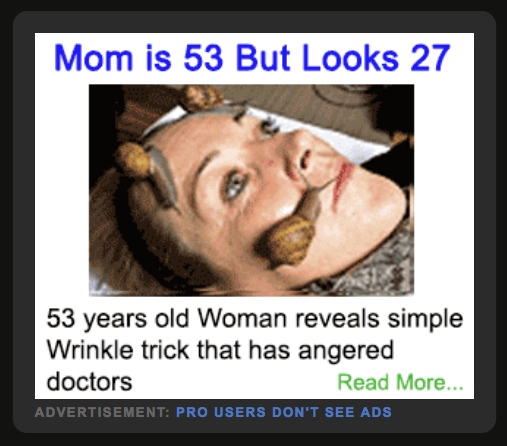 Mom is 53 But Looks 27
53 years old Woman reveals simple
Wrinkle trick that has angered
doctors
Read More...
ADVERTISEMENT: PRO USERS DON'T SEE ADS